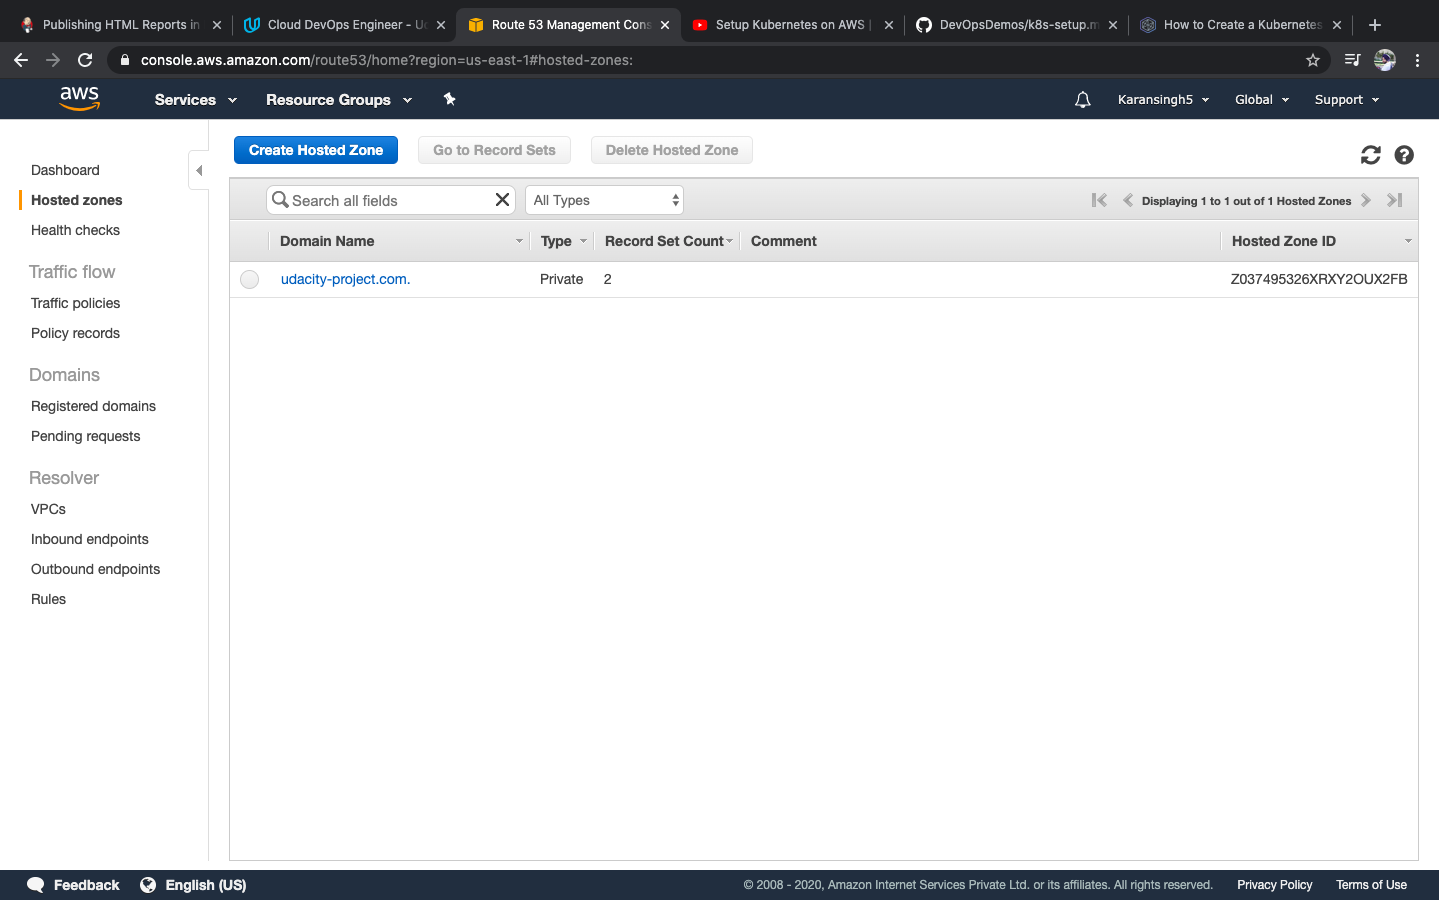 Publishing HTML Reports in
Cloud DevOps Engineer - Ud
Route 53 Management Cons
Setup Kubernetes on AWS |
DevOpsDemos/k8s-setup.m
How to Create a Kubernetes
console.aws.amazon.com/route53/home?region=us-east-1#hosted-zones:
aws
Services
Resource Groups
Karansingh5
Global
Support
Dashboard
Hosted zones
Health checks
Traffic flow
Traffic policies
Policy records
Domains
Registered domains
Pending requests
Resolver
VPCs
Inbound endpoints
Outbound endpoints
Rules
Create Hosted Zone
Go to Record Sets
Delete Hosted Zone
Search all fields
All Types
Displaying 1 to 1 out of 1 Hosted Zones
Domain Name
Type
Record Set Count
Comment
Hosted Zone ID
udacity-project.com.
Private
2
Z037495326XRXY2OUX2FB
Feedback
English (US)
© 2008 - 2020, Amazon Internet Services Private Ltd. or its affiliates. All rights reserved.
Privacy Policy
Terms of Use